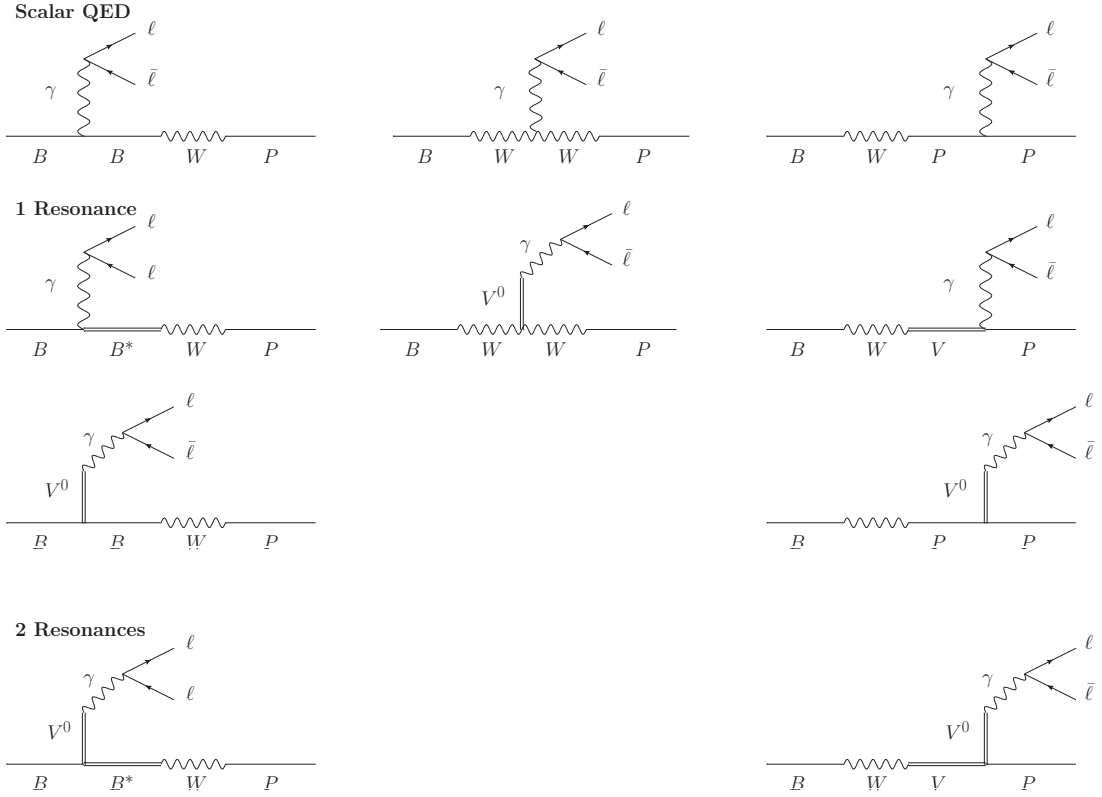 Scalar QED
ℓ ℓ ℓ
ℓ̄ ℓ̄ ℓ̄
γ γ γ
B B W P B W W P B W P P
1 Resonance
ℓ ℓ ℓ
γ ℓ ℓ̄ ℓ̄
γ V⁰ γ
B B* W P B W W P B W V P
ℓ ℓ
γ ℓ̄ γ ℓ̄
V⁰ V⁰
B B W P B P P
2 Resonances
ℓ ℓ
γ ℓ γ ℓ̄
V⁰ V⁰
B B* W P B W V P